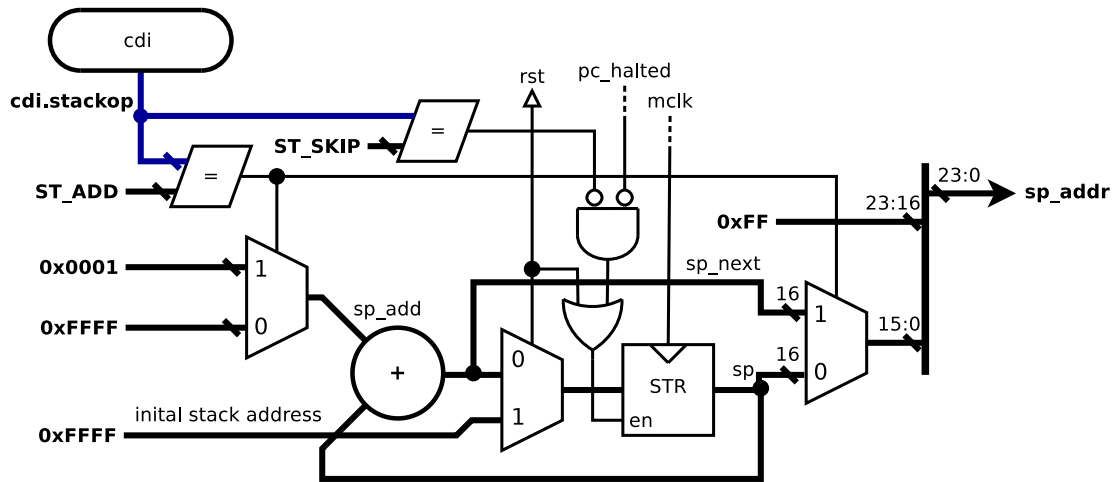 cdi
rst
pc_halted
cdi.stackop
mclk
=
ST_SKIP
=
ST_ADD
23:0
sp_addr
23:16
0xFF
0x0001
1
sp_next
16
1
15:0
sp_add
0xFFFF
0
0
16
sp
0
+
STR
inital stack address
1
en
0xFFFF